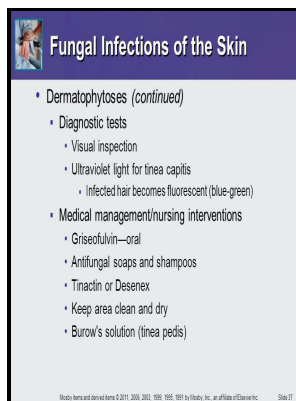 Fungal Infections of the Skin
• Dermatophytoses (continued)
▪ Diagnostic tests
• Visual inspection
• Ultraviolet light for tinea capitis
▪ Infected hair becomes fluorescent (blue-green)
▪ Medical management/nursing interventions
• Griseofulvin—oral
• Antifungal soaps and shampoos
• Tinactin or Desenex
• Keep area clean and dry
• Burow's solution (tinea pedis)
Mosby items and derived items © 2011, 2006, 2003, 1999, 1995, 1991 by Mosby, Inc., an affiliate of Elsevier Inc. Slide 37